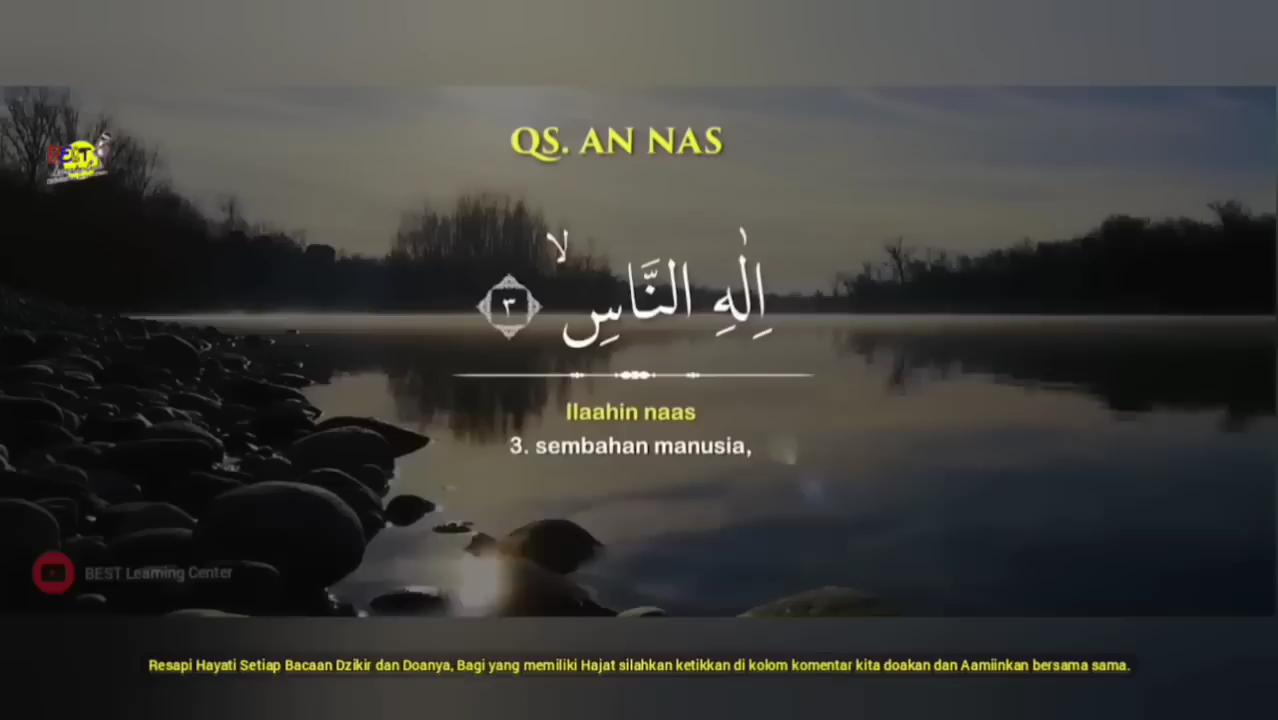 QS. AN NAS
اِلٰهِ النَّاسِۙ ٣
Ilaahin naas
3. sembahan manusia,
BEST
BEST Learning Center
Resapi Hayati Setiap Bacaan Dzikir dan Doanya, Bagi yang memiliki Hajat silahkan ketikkan di kolom komentar kita doakan dan Aamiinkan bersama sama.